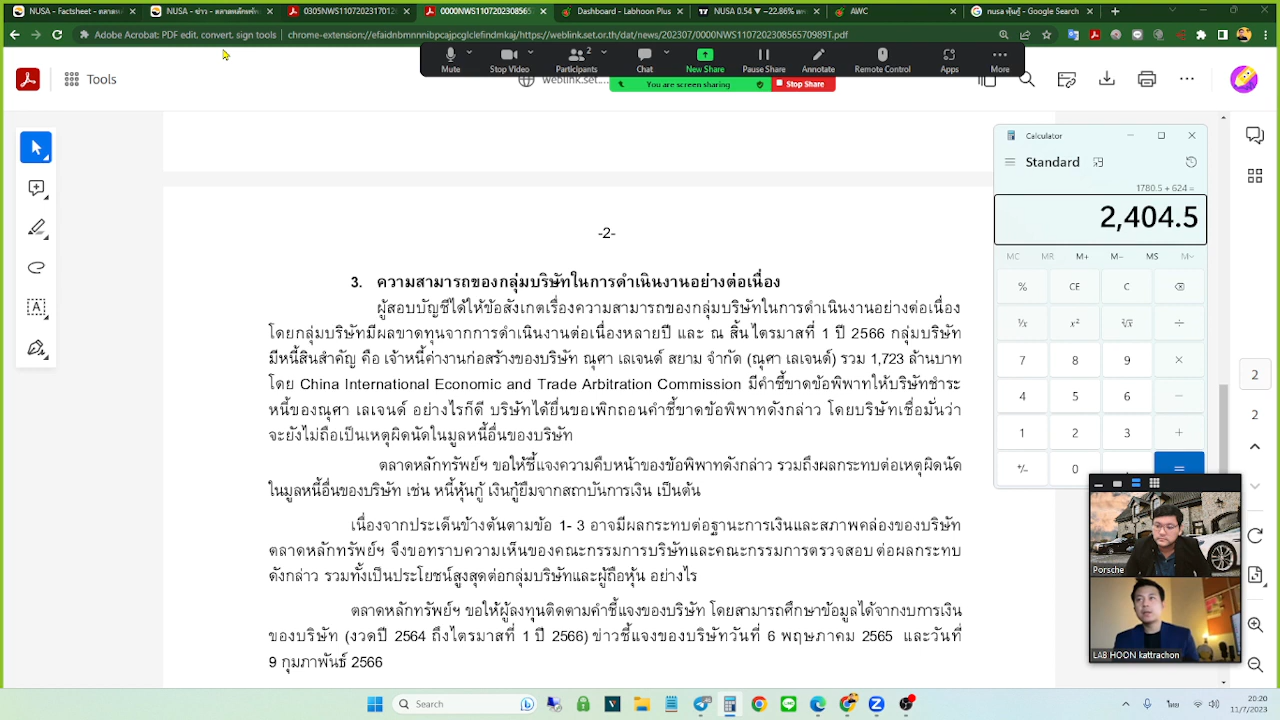 NUSA - Factsheet - ตลาดห
NUSA - ข่าว - ตลาดหลักทรัพ
0305NWS1107202317012
0000NWS1107202308565
Dashboard - Labhoon Plus
NUSA 0.54 ▼ −22.86% ตลา
AWC
nusa หุ้นกู้ - Google Search
Adobe Acrobat: PDF edit, convert, sign tools
chrome-extension://efaidnbmnnnibpcajpcglclefindmkaj/https://weblink.set.or.th/dat/news/202307/0000NWS110720230856570989T.pdf
Mute
Stop Video
Participants
2
Chat
New Share
Pause Share
Annotate
Remote Control
Apps
More
Tools
weblink.set....
You are screen sharing
Stop Share
-2-
3. ความสามารถของกลุ่มบริษัทในการดำเนินงานอย่างต่อเนื่อง
ผู้สอบบัญชีได้ให้ข้อสังเกตเรื่องความสามารถของกลุ่มบริษัทในการดำเนินงานอย่างต่อเนื่อง
โดยกลุ่มบริษัทมีผลขาดทุนจากการดำเนินงานต่อเนื่องหลายปี และ ณ สิ้นไตรมาสที่ 1 ปี 2566 กลุ่มบริษัท
มีหนี้สินสำคัญ คือ เจ้าหนี้ค่างานก่อสร้างของบริษัท ณุศา เลเจนด์ สยาม จำกัด (ณุศา เลเจนด์) รวม 1,723 ล้านบาท
โดย China International Economic and Trade Arbitration Commission มีคำชี้ขาดข้อพิพาทให้บริษัทชำระ
หนี้ของณุศา เลเจนด์ อย่างไรก็ดี บริษัทได้ยื่นขอเพิกถอนคำชี้ขาดข้อพิพาทดังกล่าว โดยบริษัทเชื่อมั่นว่า
จะยังไม่ถือเป็นเหตุผิดนัดในมูลหนี้อื่นของบริษัท
ตลาดหลักทรัพย์ฯ ขอให้ชี้แจงความคืบหน้าของข้อพิพาทดังกล่าว รวมถึงผลกระทบต่อเหตุผิดนัด
ในมูลหนี้อื่นของบริษัท เช่น หนี้หุ้นกู้ เงินกู้ยืมจากสถาบันการเงิน เป็นต้น
เนื่องจากประเด็นข้างต้นตามข้อ 1- 3 อาจมีผลกระทบต่อฐานะการเงินและสภาพคล่องของบริษัท
ตลาดหลักทรัพย์ฯ จึงขอทราบความเห็นของคณะกรรมการบริษัทและคณะกรรมการตรวจสอบ ต่อผลกระทบ
ดังกล่าว รวมทั้งเป็นประโยชน์สูงสุดต่อกลุ่มบริษัทและผู้ถือหุ้น อย่างไร
ตลาดหลักทรัพย์ฯ ขอให้ผู้ลงทุนติดตามคำชี้แจงของบริษัท โดยสามารถศึกษาข้อมูลได้จากงบการเงิน
ของบริษัท (งวดปี 2564 ถึงไตรมาสที่ 1 ปี 2566) ข่าวชี้แจงของบริษัทวันที่ 6 พฤษภาคม 2565 และวันที่
9 กุมภาพันธ์ 2566
Calculator
Standard
1780.5 + 624 =
2,404.5
MC MR M+ M− MS M˅
% CE C
¹/x x² ²√x ÷
7 8 9 ×
4 5 6 −
1 2 3 +
+/− 0 =
2
2
Porsche
LAB HOON kattrachon
Search
20:20
11/7/2023